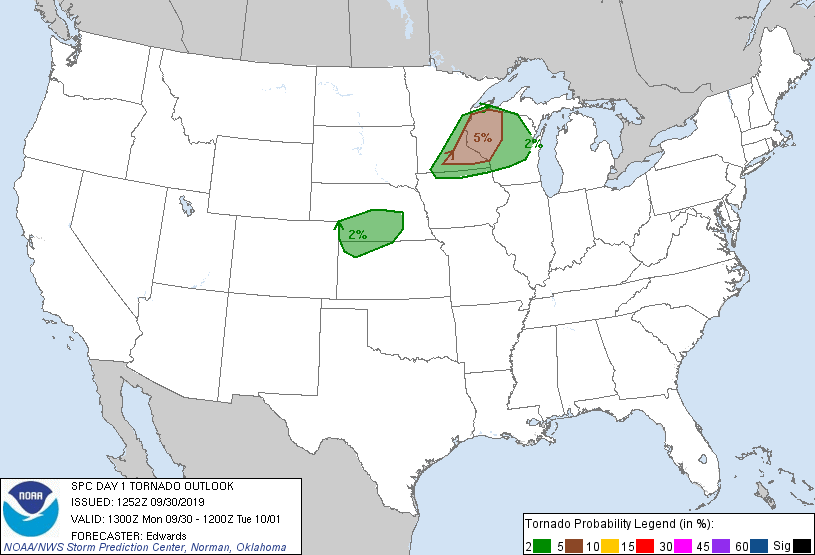 5%
2%
2%
NOAA
SPC DAY 1 TORNADO OUTLOOK
ISSUED: 1252Z 09/30/2019
VALID: 1300Z Mon 09/30 - 1200Z Tue 10/01
FORECASTER: Edwards
NOAA/NWS Storm Prediction Center, Norman, Oklahoma
Tornado Probability Legend (in %):
2 5 10 15 30 45 60 Sig